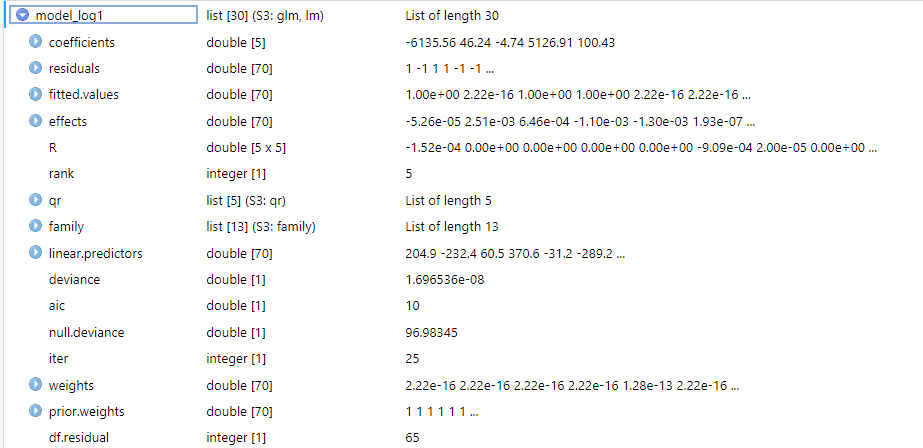 model_log1 list [30] (S3: glm, lm) List of length 30
coefficients double [5] -6135.56 46.24 -4.74 5126.91 100.43
residuals double [70] 1 -1 1 1 -1 -1 ...
fitted.values double [70] 1.00e+00 2.22e-16 1.00e+00 1.00e+00 2.22e-16 2.22e-16 ...
effects double [70] -5.26e-05 2.51e-03 6.46e-04 -1.10e-03 -1.30e-03 1.93e-07 ...
R double [5 x 5] -1.52e-04 0.00e+00 0.00e+00 0.00e+00 0.00e+00 -9.09e-04 2.00e-05 0.00e+00 ...
rank integer [1] 5
qr list [5] (S3: qr) List of length 5
family list [13] (S3: family) List of length 13
linear.predictors double [70] 204.9 -232.4 60.5 370.6 -31.2 -289.2 ...
deviance double [1] 1.696536e-08
aic double [1] 10
null.deviance double [1] 96.98345
iter integer [1] 25
weights double [70] 2.22e-16 2.22e-16 2.22e-16 2.22e-16 1.28e-13 2.22e-16 ...
prior.weights double [70] 1 1 1 1 1 1 ...
df.residual integer [1] 65